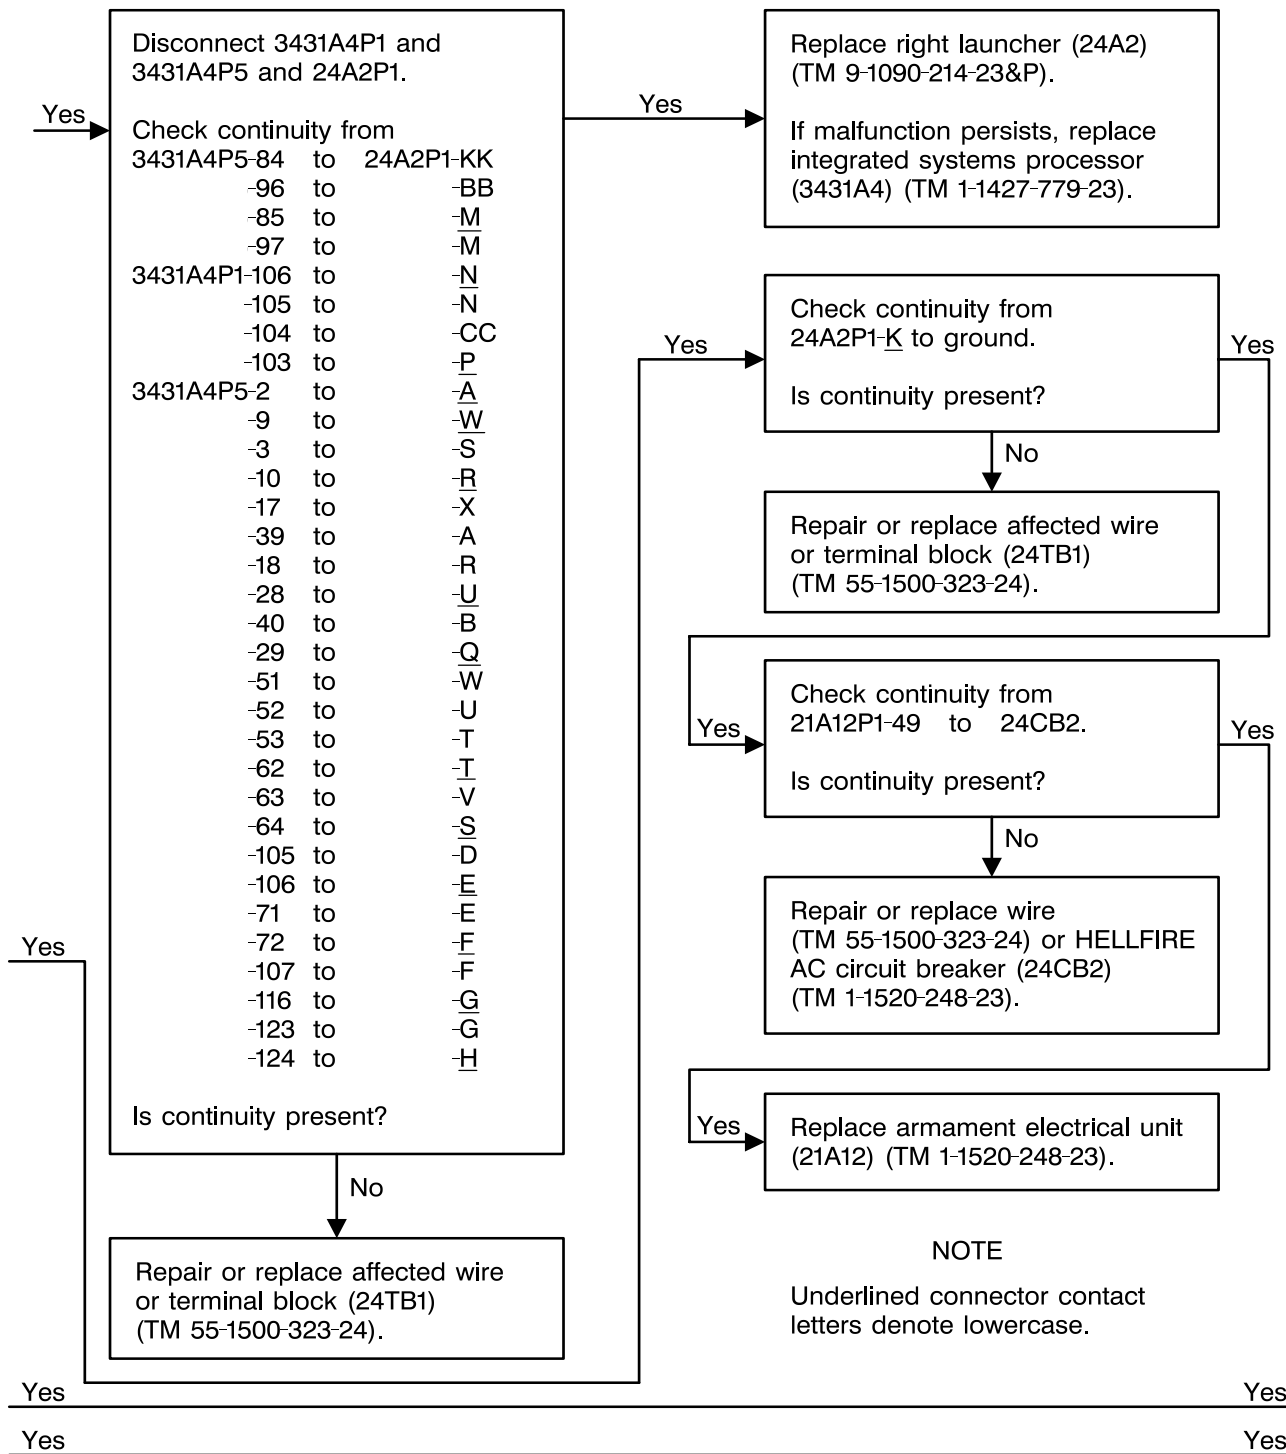 Yes
Disconnect 3431A4P1 and
3431A4P5 and 24A2P1.
Check continuity from
3431A4P5-84 to 24A2P1-KK
-96 to -BB
-85 to -M
-97 to -M
3431A4P1-106 to -N
-105 to -N
-104 to -CC
-103 to -P
3431A4P5-2 to -A
-9 to -W
-3 to -S
-10 to -R
-17 to -X
-39 to -A
-18 to -R
-28 to -U
-40 to -B
-29 to -Q
-51 to -W
-52 to -U
-53 to -T
-62 to -T
-63 to -V
-64 to -S
-105 to -D
-106 to -E
-71 to -E
-72 to -F
-107 to -F
-116 to -G
-123 to -G
-124 to -H
Is continuity present?
No
Repair or replace affected wire
or terminal block (24TB1)
(TM 55-1500-323-24).
Yes
Replace right launcher (24A2)
(TM 9-1090-214-23&P).
If malfunction persists, replace
integrated systems processor
(3431A4) (TM 1-1427-779-23).
Yes
Yes
Check continuity from
24A2P1-K to ground.
Is continuity present?
Yes
No
Repair or replace affected wire
or terminal block (24TB1)
(TM 55-1500-323-24).
Yes
Check continuity from
21A12P1-49 to 24CB2.
Is continuity present?
Yes
No
Repair or replace wire
(TM 55-1500-323-24) or HELLFIRE
AC circuit breaker (24CB2)
(TM 1-1520-248-23).
Yes
Replace armament electrical unit
(21A12) (TM 1-1520-248-23).
NOTE
Underlined connector contact
letters denote lowercase.
Yes Yes
Yes Yes